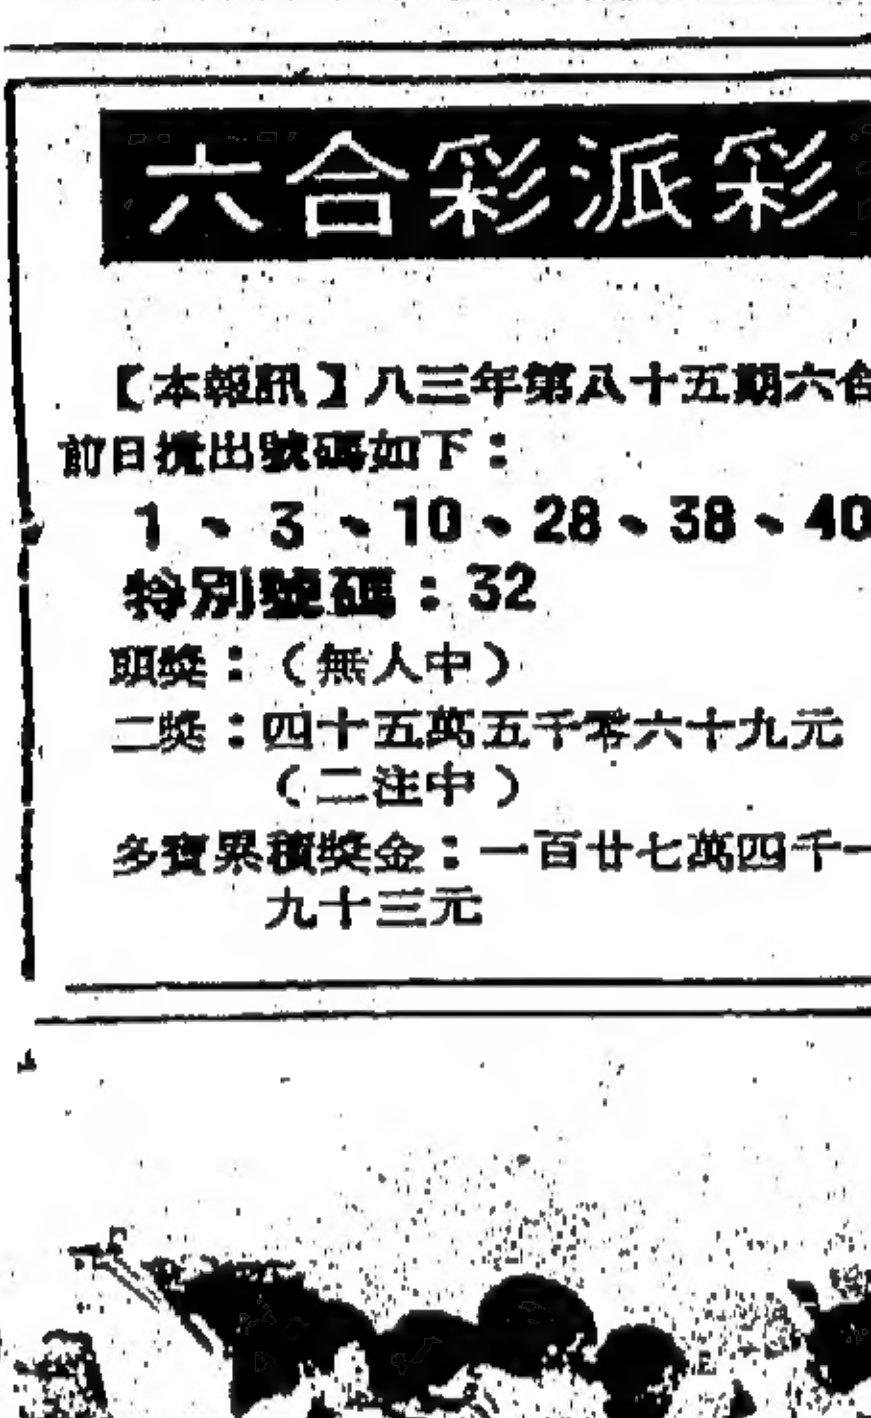 六合彩派彩
【本報訊】八三年第八十五期六合
前日攪出號碼如下：
1、3、10、28、38、40
特別號碼：32
頭獎：（無人中）
二獎：四十五萬五千零六十九元
（二注中）
多寶累積獎金：一百廿七萬四千一
九十三元